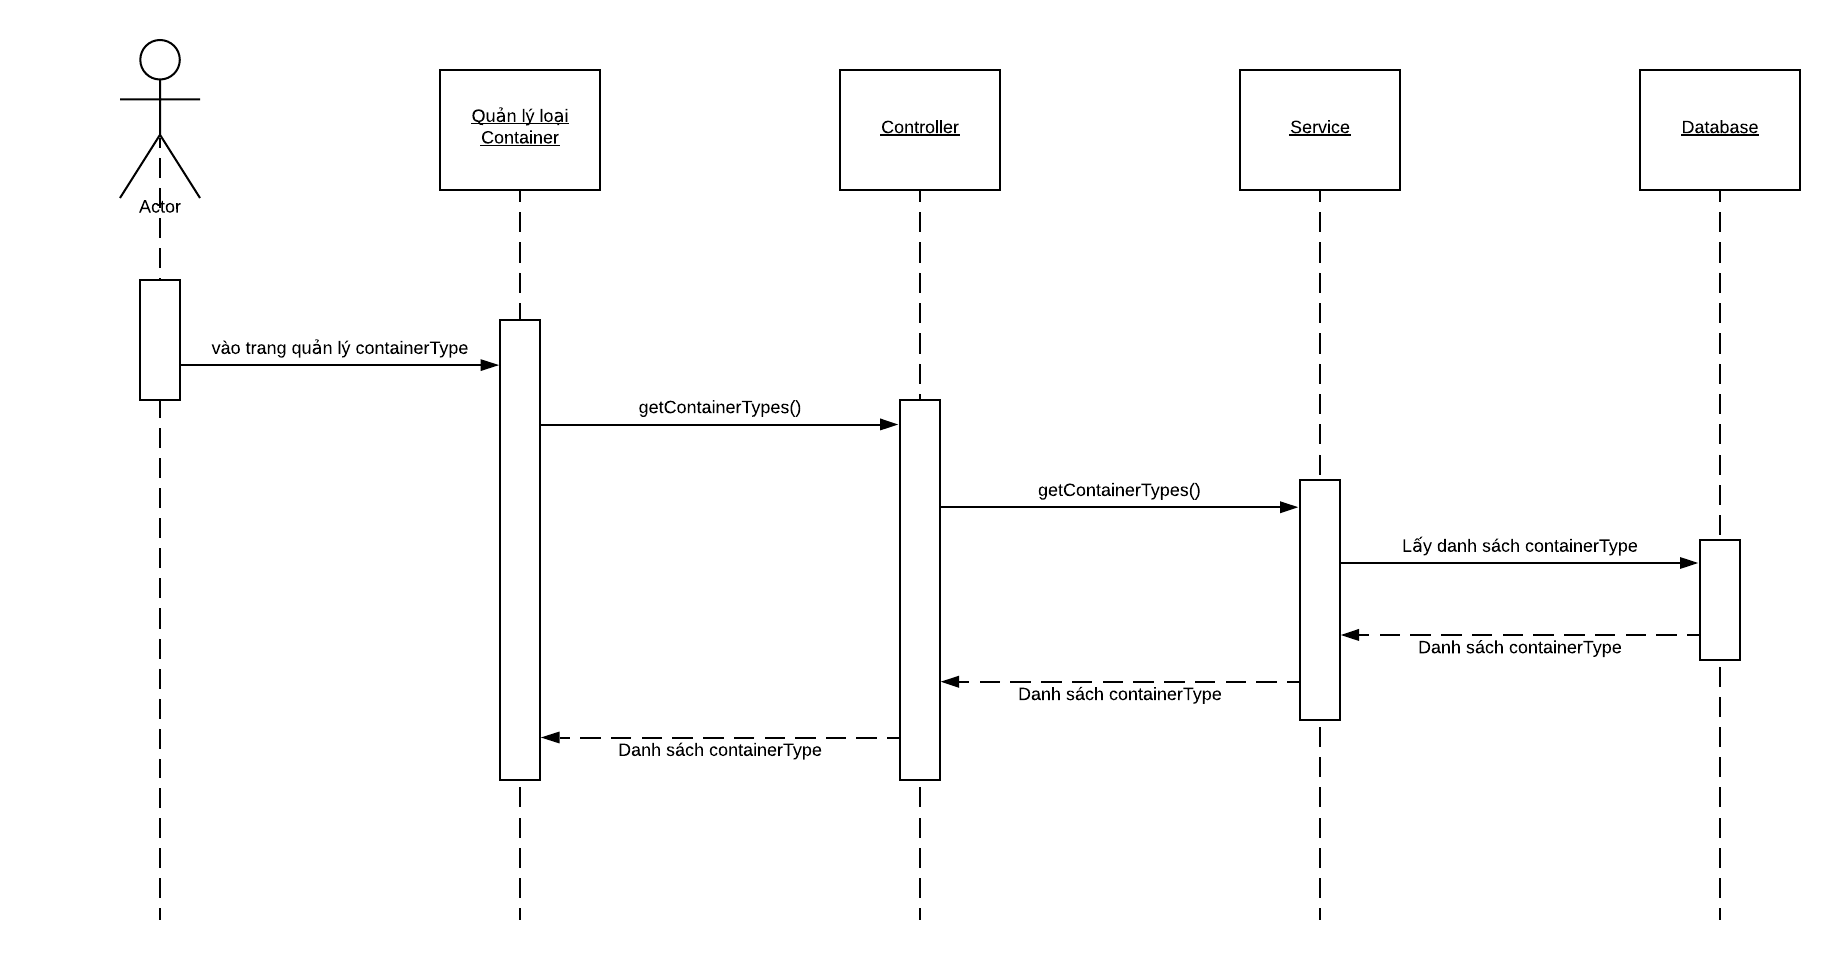 Quản lý loại
Container
Controller
Service
Database
Actor
vào trang quản lý containerType
getContainerTypes()
getContainerTypes()
Lấy danh sách containerType
Danh sách containerType
Danh sách containerType
Danh sách containerType